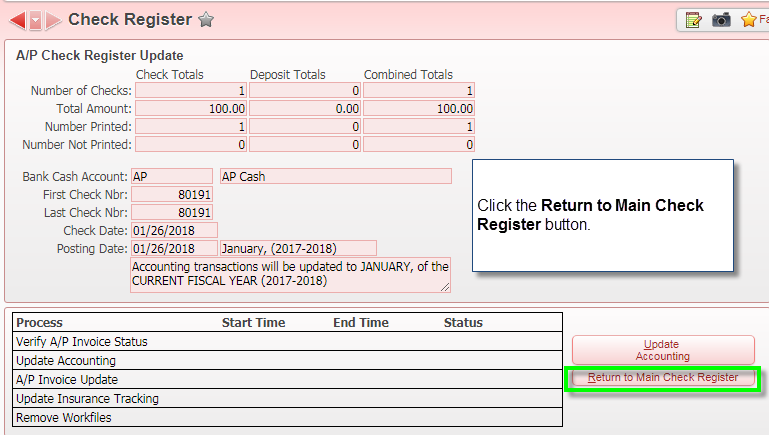 Check Register
Fa
A/P Check Register Update
Check Totals Deposit Totals Combined Totals
Number of Checks: 1 0 1
Total Amount: 100.00 0.00 100.00
Number Printed: 1 0 1
Number Not Printed: 0 0 0
Bank Cash Account: AP AP Cash
First Check Nbr: 80191
Last Check Nbr: 80191
Check Date: 01/26/2018
Posting Date: 01/26/2018 January, (2017-2018)
Accounting transactions will be updated to JANUARY, of the
CURRENT FISCAL YEAR (2017-2018)
Click the Return to Main Check
Register button.
Process Start Time End Time Status
Verify A/P Invoice Status
Update Accounting
A/P Invoice Update
Update Insurance Tracking
Remove Workfiles
Update
Accounting
Return to Main Check Register